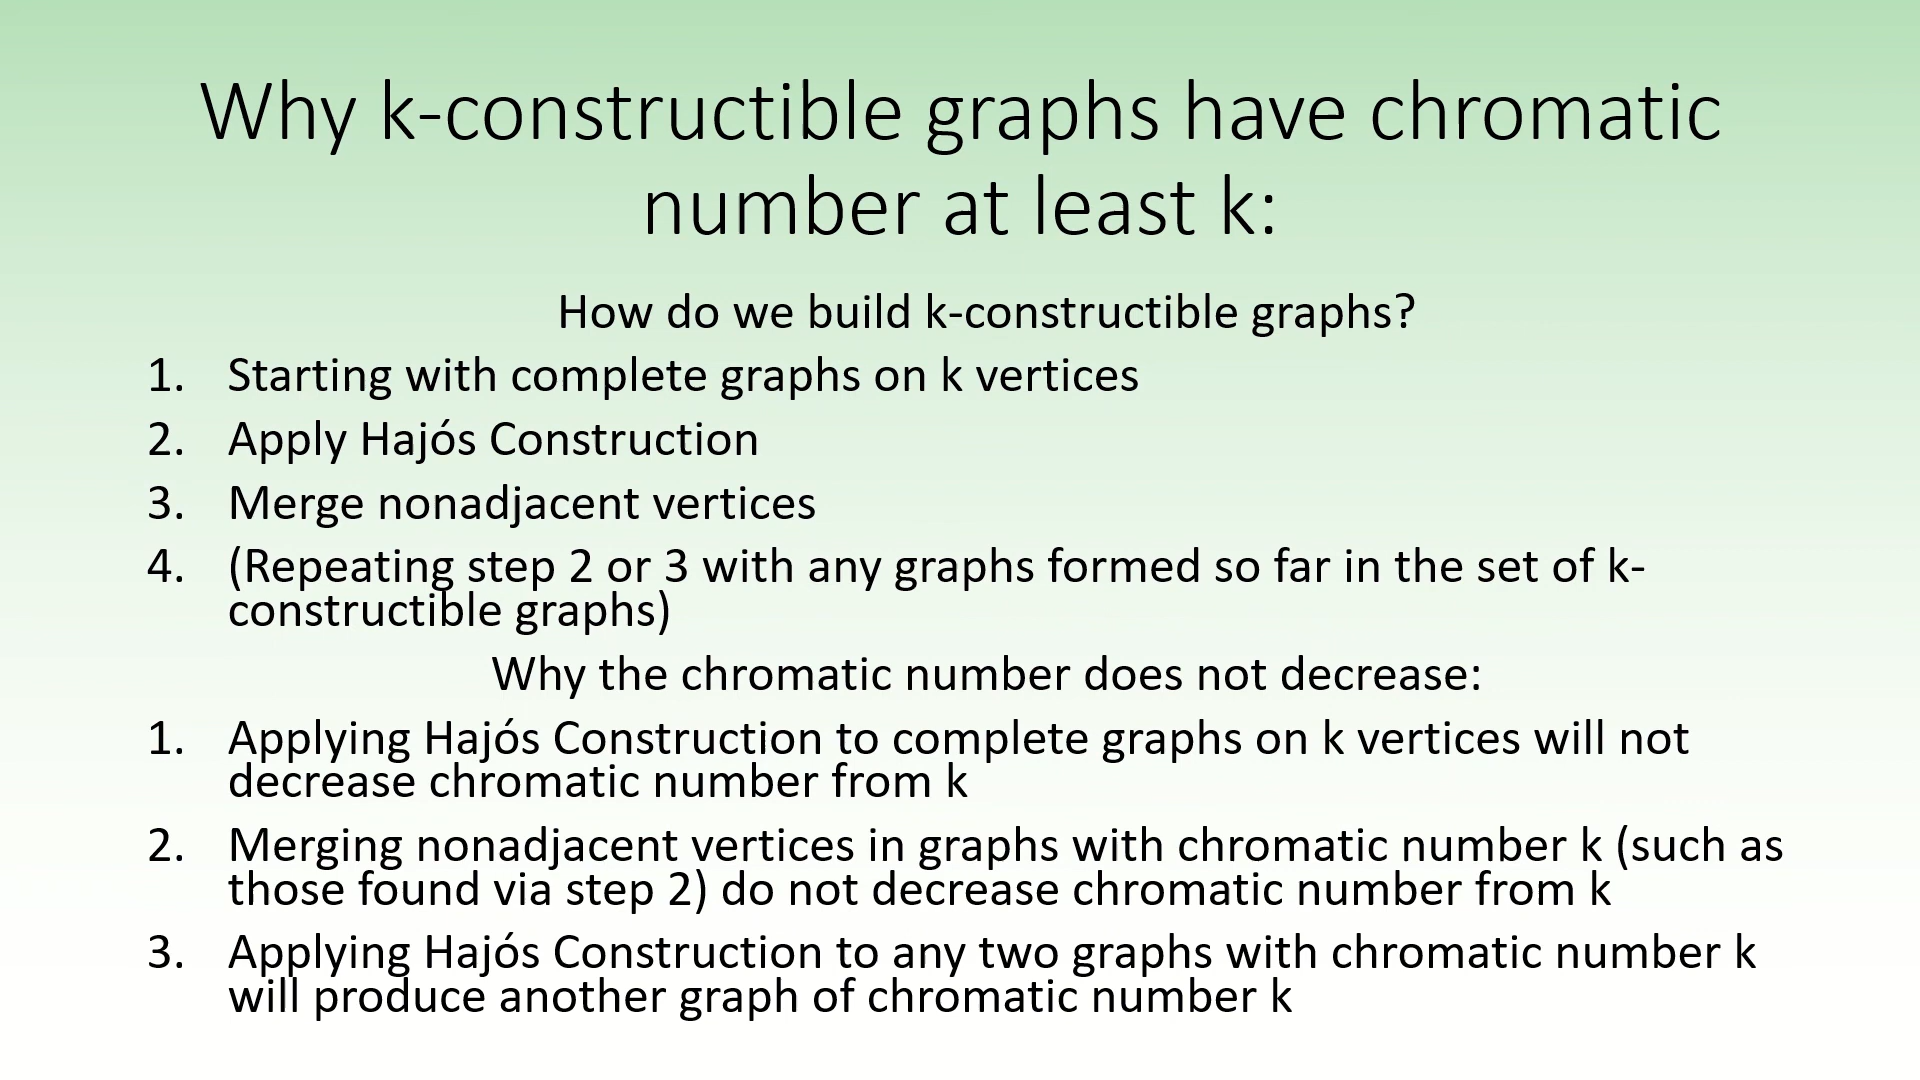 Why k-constructible graphs have chromatic
number at least k:
How do we build k-constructible graphs?
1. Starting with complete graphs on k vertices
2. Apply Hajós Construction
3. Merge nonadjacent vertices
4. (Repeating step 2 or 3 with any graphs formed so far in the set of k-
constructible graphs)
Why the chromatic number does not decrease:
1. Applying Hajós Construction to complete graphs on k vertices will not
decrease chromatic number from k
2. Merging nonadjacent vertices in graphs with chromatic number k (such as
those found via step 2) do not decrease chromatic number from k
3. Applying Hajós Construction to any two graphs with chromatic number k
will produce another graph of chromatic number k